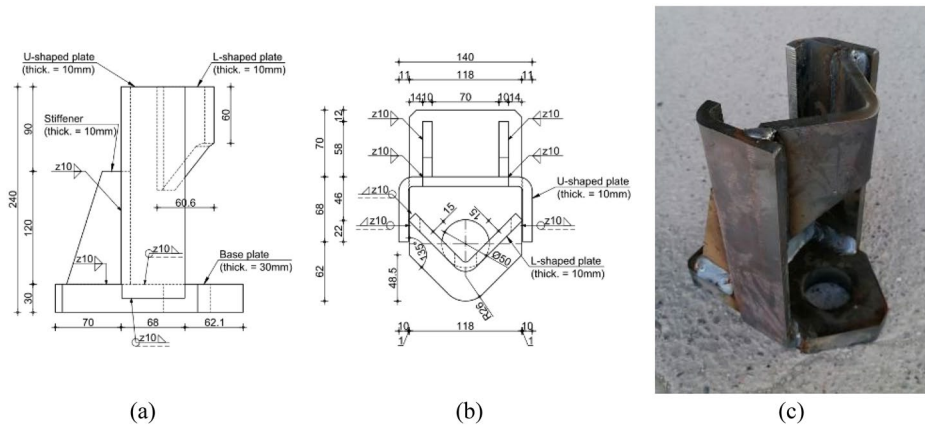 U-shaped plate
(thick. = 10mm)
L-shaped plate
(thick. = 10mm)
Stiffener
(thick. = 10mm)
z10
60
90
240
120
30
60.6
z10
z10
z10
Base plate
(thick. = 30mm)
70
68
62.1
z10
140
11
118
11
14
10
70
10
14
z10
z10
12
58
70
z10
z10
z10
U-shaped plate
(thick. = 10mm)
46
68
22
z10
z10
15
15
135°
Ø50
L-shaped plate
(thick. = 10mm)
62
48.5
R26
10
118
10
1
1
(a)
(b)
(c)